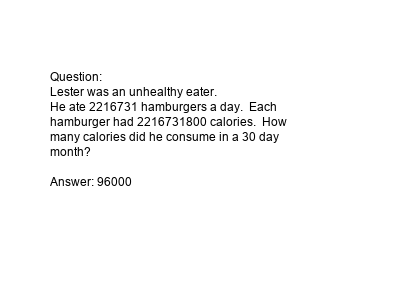 Question:
Lester was an unhealthy eater.
He ate 2216731 hamburgers a day.  Each
hamburger had 2216731800 calories.  How
many calories did he consume in a 30 day
month?
Answer: 96000